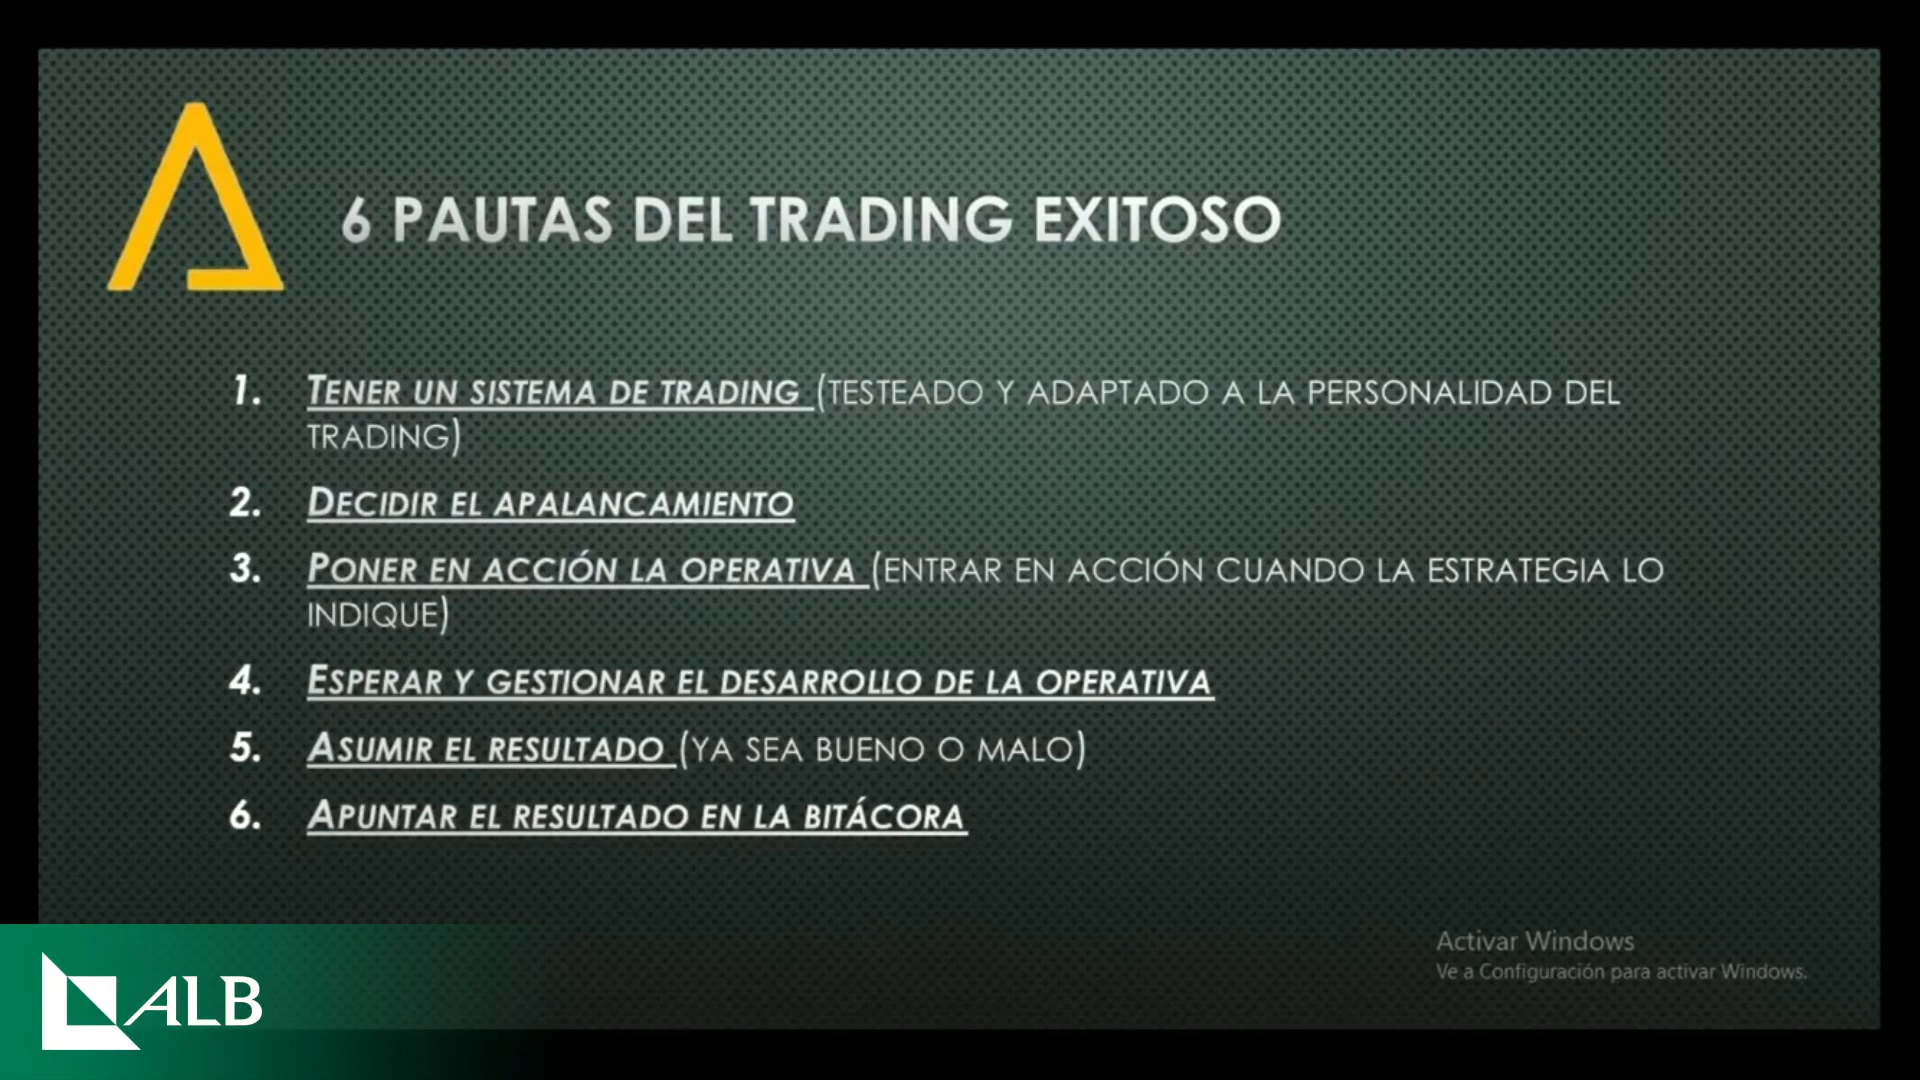 6 PAUTAS DEL TRADING EXITOSO
1. TENER UN SISTEMA DE TRADING (TESTEADO Y ADAPTADO A LA PERSONALIDAD DEL
TRADING)
2. DECIDIR EL APALANCAMIENTO
3. PONER EN ACCIÓN LA OPERATIVA (ENTRAR EN ACCIÓN CUANDO LA ESTRATEGIA LO
INDIQUE)
4. ESPERAR Y GESTIONAR EL DESARROLLO DE LA OPERATIVA
5. ASUMIR EL RESULTADO (YA SEA BUENO O MALO)
6. APUNTAR EL RESULTADO EN LA BITÁCORA
Activar Windows
Ve a Configuración para activar Windows.
ALB